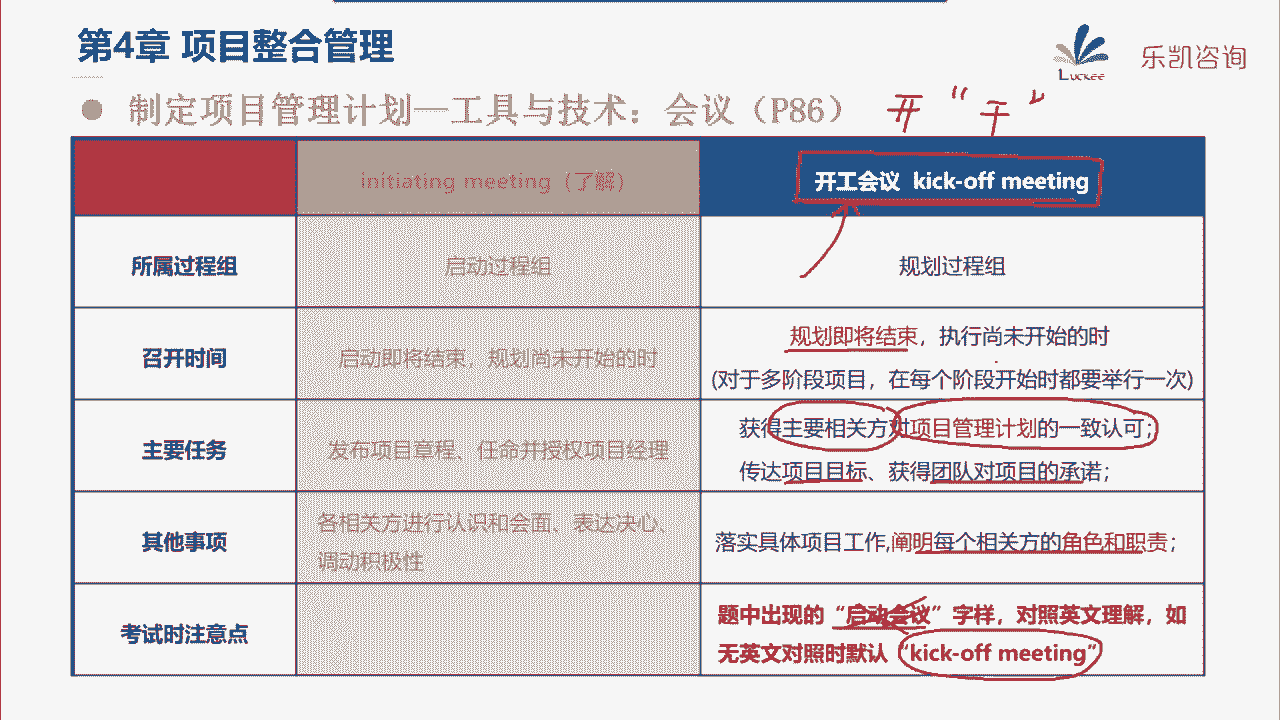 第4章 项目整合管理
Luckee
乐凯咨询
● 制定项目管理计划—工具与技术：会议（P86）
开“干”
initiating meeting（了解）
开工会议 kick-off meeting
所属过程组
启动过程组
规划过程组
召开时间
启动即将结束，规划尚未开始的时
规划即将结束，执行尚未开始的时
(对于多阶段项目，在每个阶段开始时都要举行一次)
主要任务
发布项目章程、任命并授权项目经理
获得主要相关方对项目管理计划的一致认可；
传达项目目标、获得团队对项目的承诺；
其他事项
各相关方进行认识和会面、表达决心、
调动积极性
落实具体项目工作,阐明每个相关方的角色和职责；
考试时注意点
题中出现的“启动会议”字样，对照英文理解，如
无英文对照时默认“kick-off meeting”